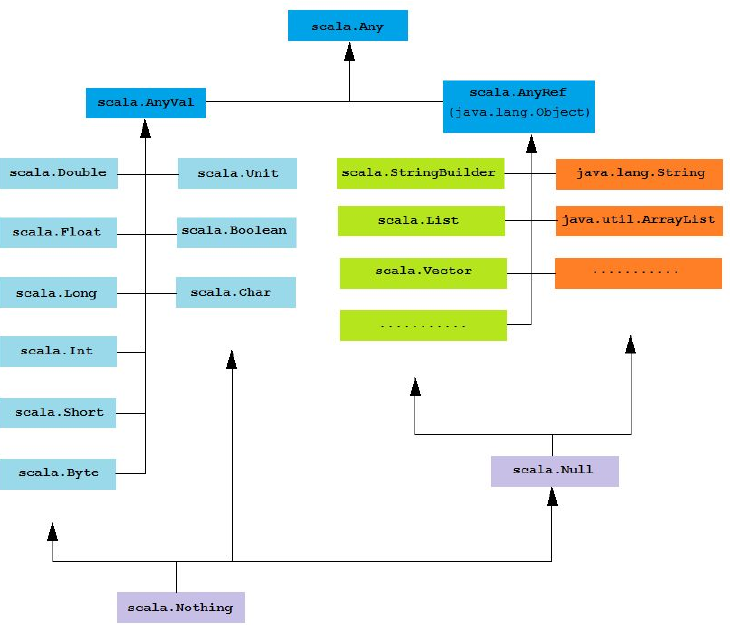 scala.Any
scala.AnyVal
scala.AnyRef
(java.lang.Object)
scala.Double
scala.Unit
scala.StringBuilder
java.lang.String
scala.Float
scala.Boolean
scala.List
java.util.ArrayList
scala.Long
scala.Char
scala.Vector
...........
scala.Int
...........
scala.Short
scala.Byte
scala.Null
scala.Nothing